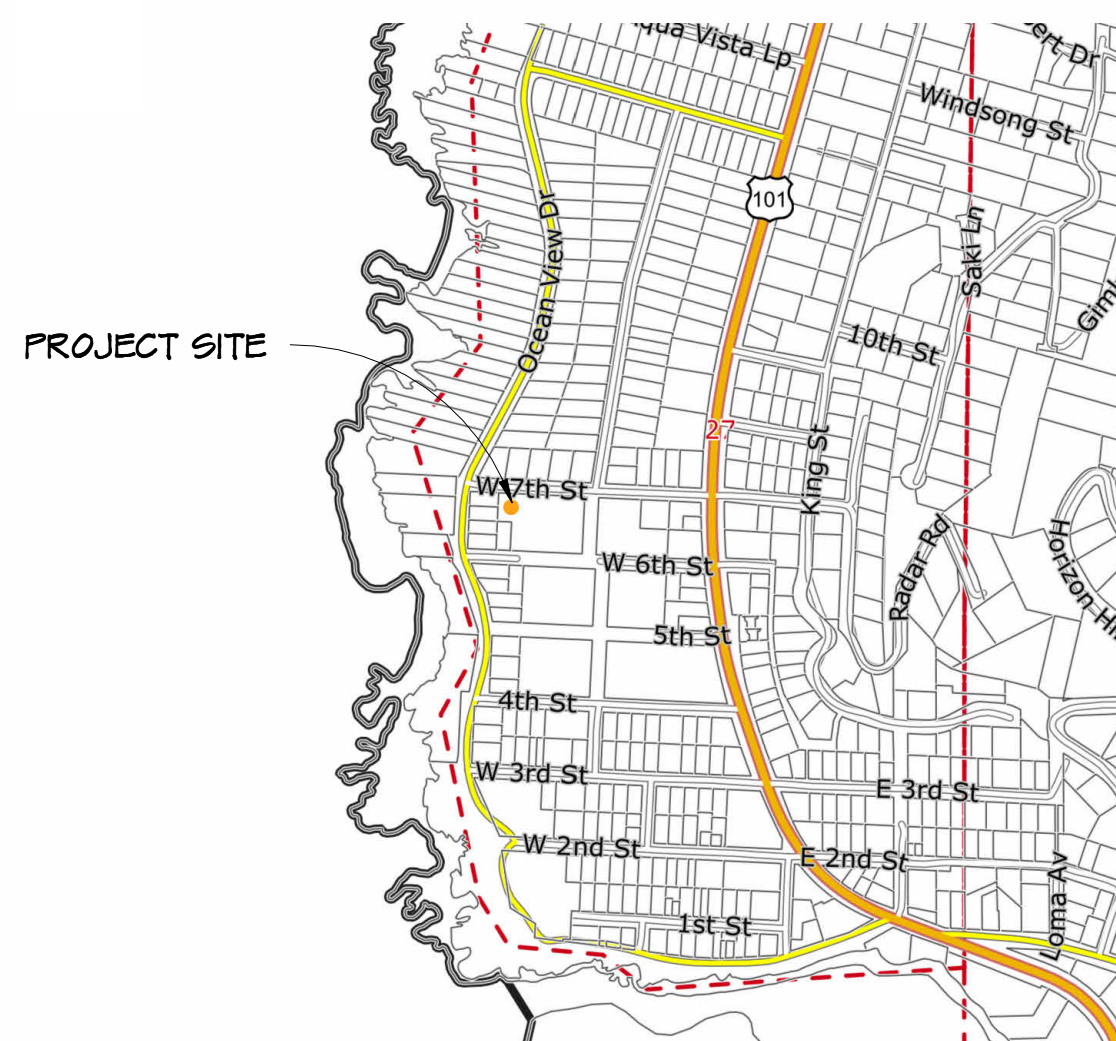 Vista Lp
Windsong St
101
Ocean View Dr
Saki Ln
PROJECT SITE
10th St
27
King St
W 7th St
Radar Rd
W 6th St
5th St
4th St
W 3rd St
E 3rd St
W 2nd St
E 2nd St
1st St
Loma Av